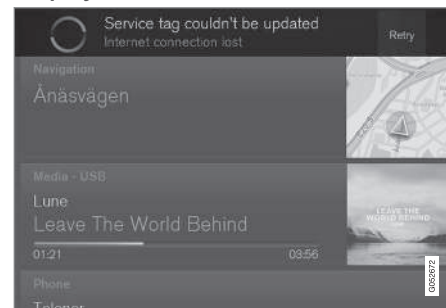 Service tag couldn't be updated
Internet connection lost
Retry
Navigation
Ånäsvägen
Media - USB
Lune
Leave The World Behind
01:21
03:56
LEAVE THE
WORLD BEHIND
Phone
Telenor
G052672